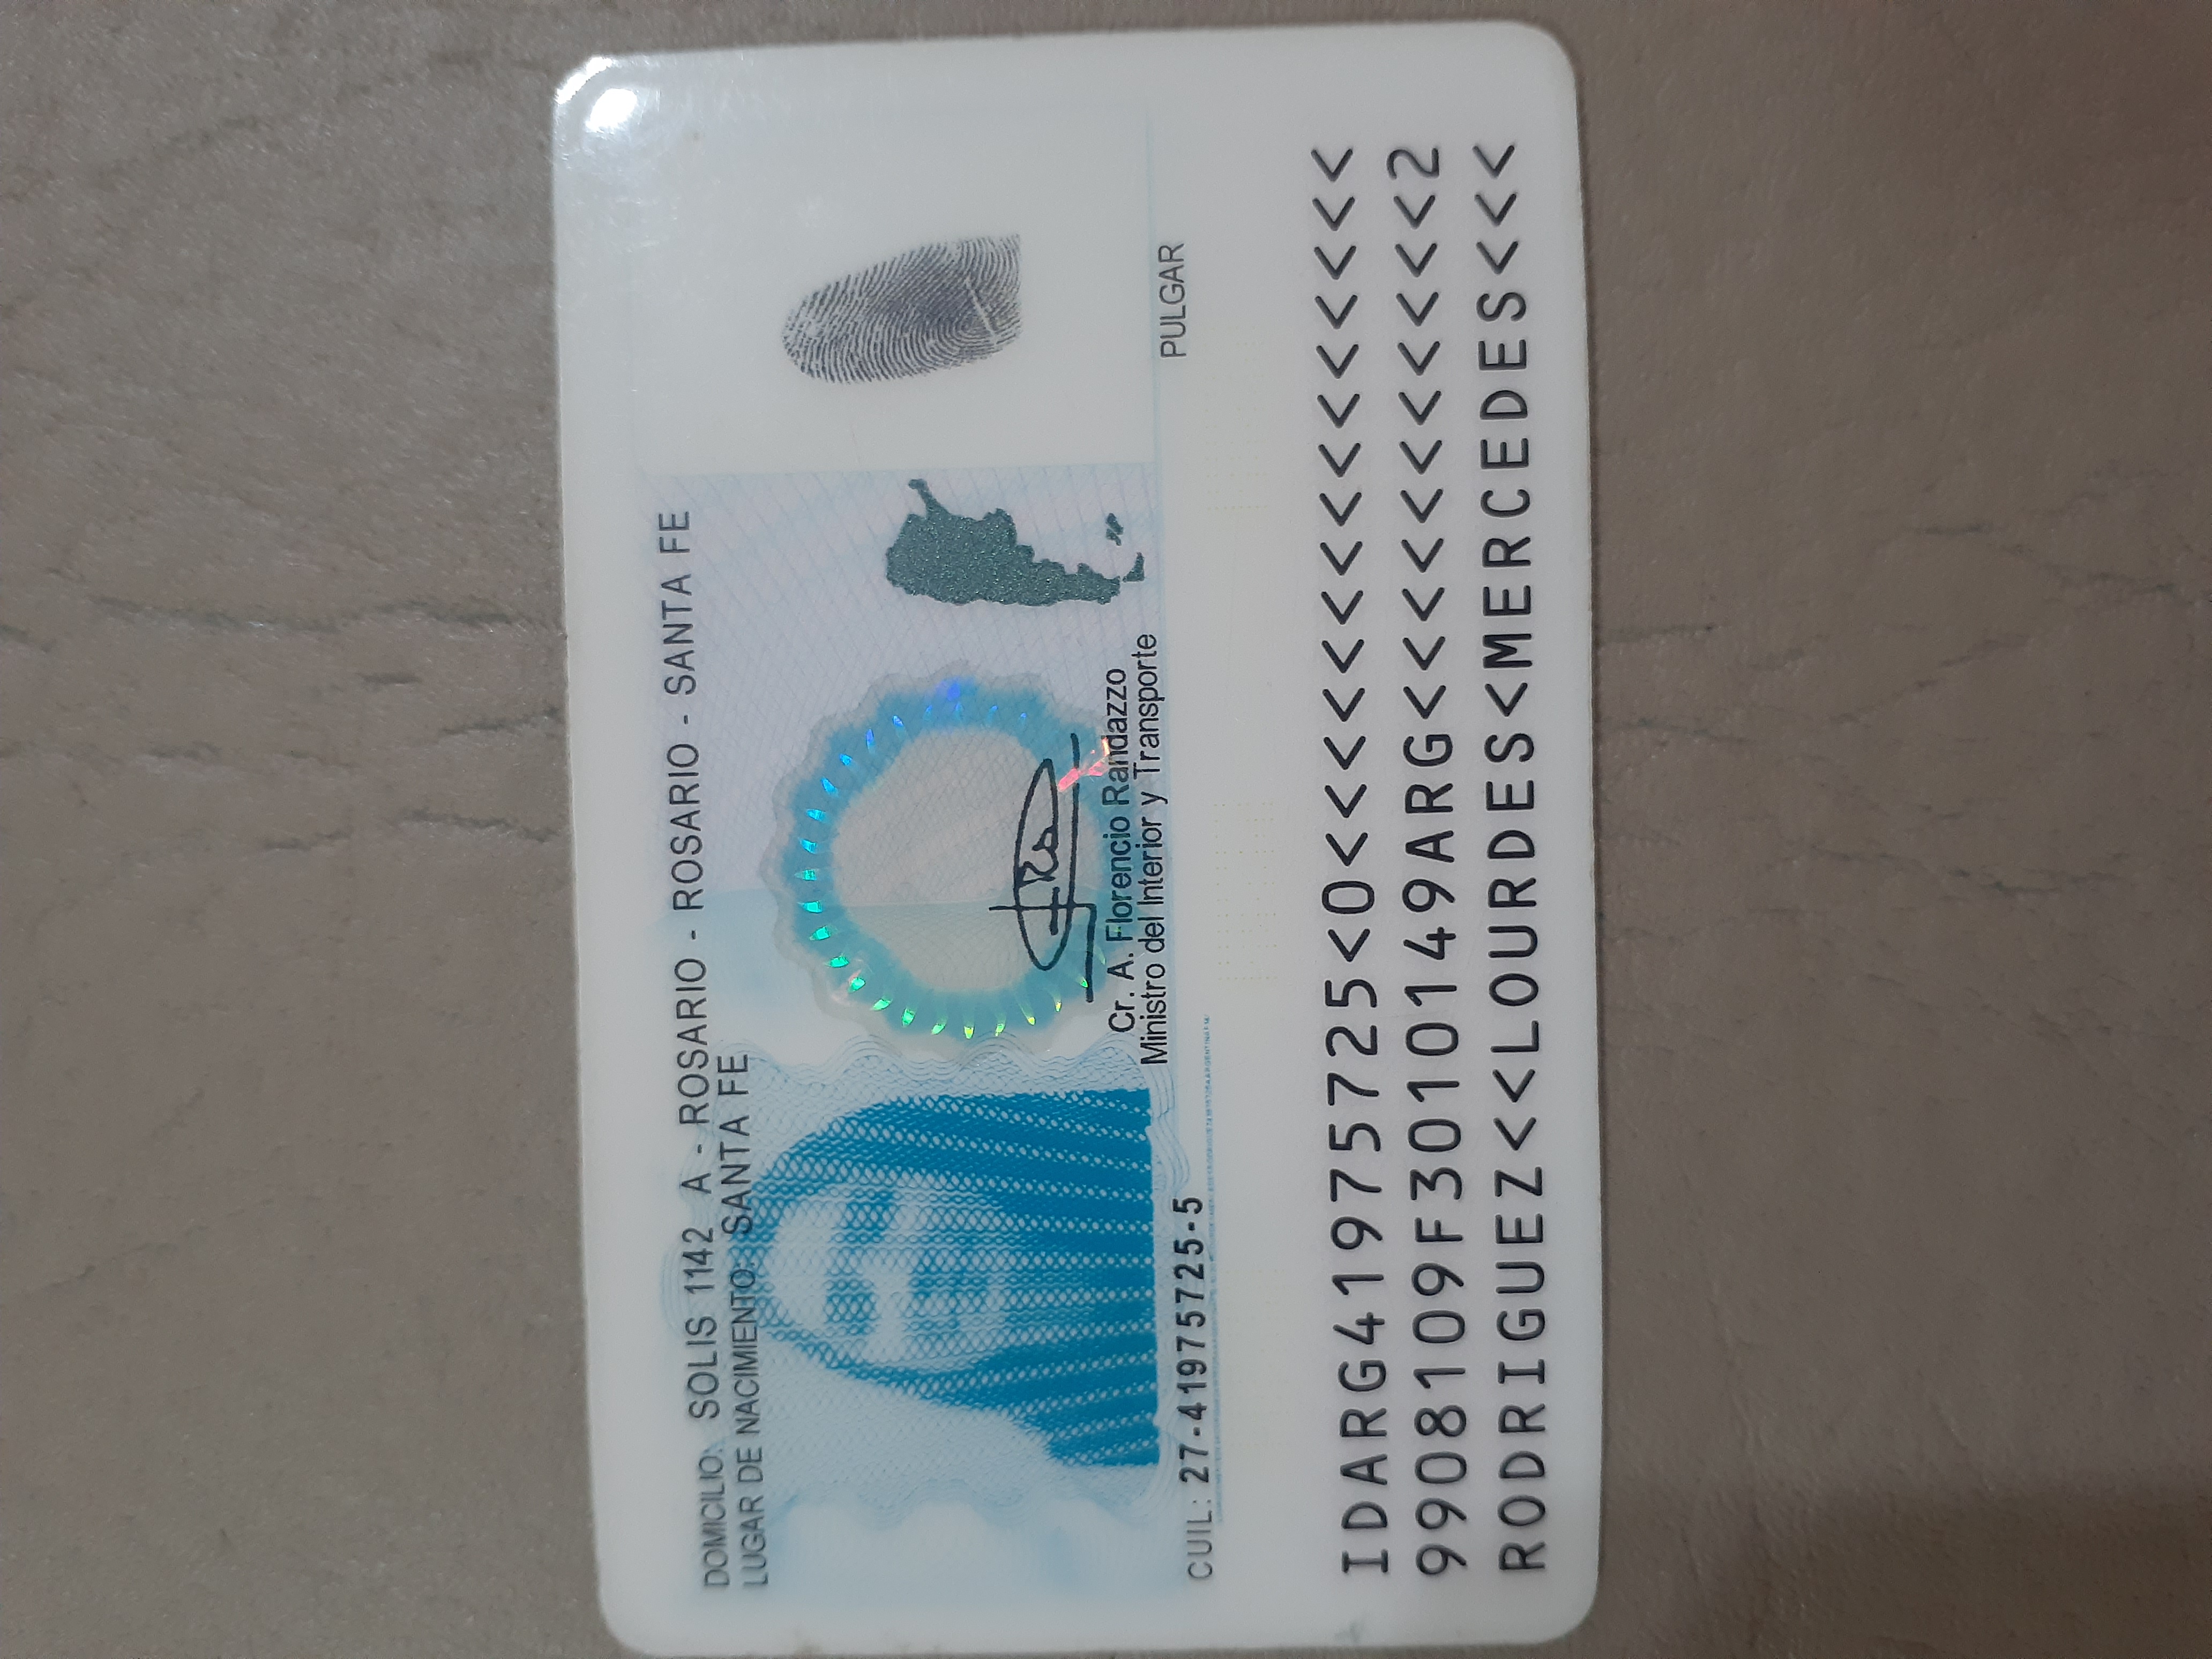 DOMICILIO: SOLIS 1142 A - ROSARIO - ROSARIO - SANTA FE
LUGAR DE NACIMIENTO: SANTA FE
Cr. A. Florencio Randazzo
Ministro del Interior y Transporte
PULGAR
CUIL: 27-41975725-5
IDARG41975725<0<<<<<<<<<<<<<<<
9908109F3010149ARG<<<<<<<<<<<2
RODRIGUEZ<<LOURDES<MERCEDES<<<